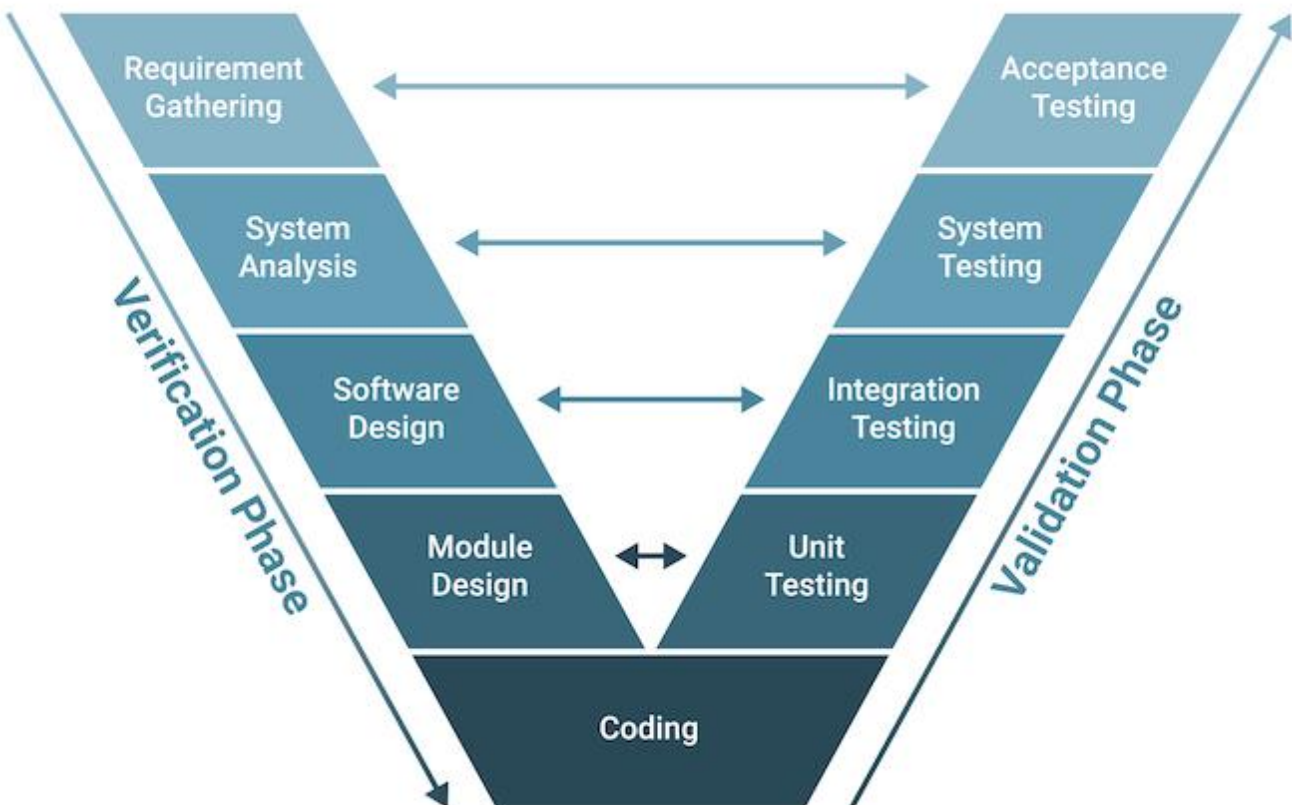 Requirement
Gathering
Acceptance
Testing
System
Analysis
System
Testing
Software
Design
Integration
Testing
Module
Design
Unit
Testing
Coding
Verification Phase
Validation Phase